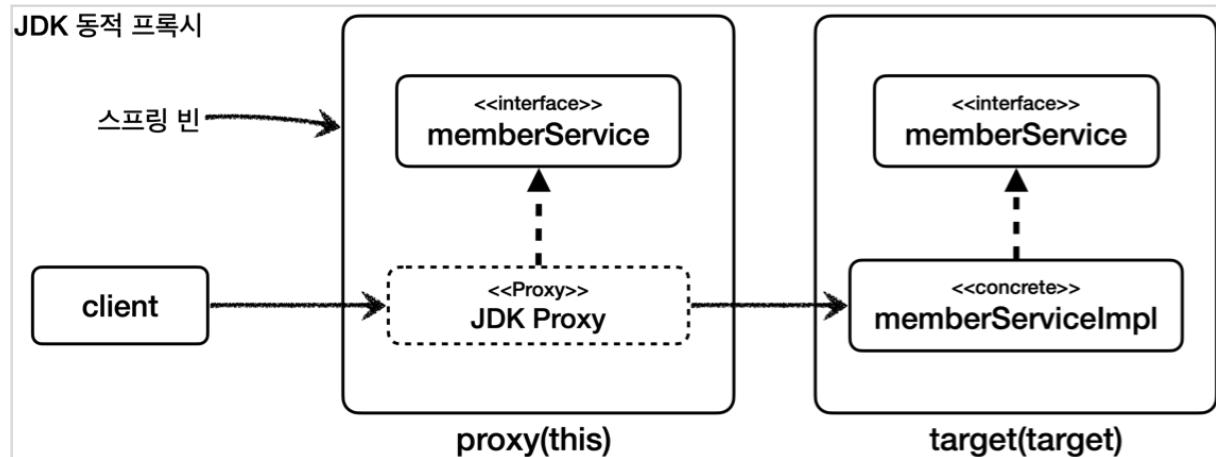 JDK 동적 프록시
스프링 빈
<<interface>>
memberService
<<interface>>
memberService
client
<<Proxy>>
JDK Proxy
<<concrete>>
memberServiceImpl
proxy(this)
target(target)